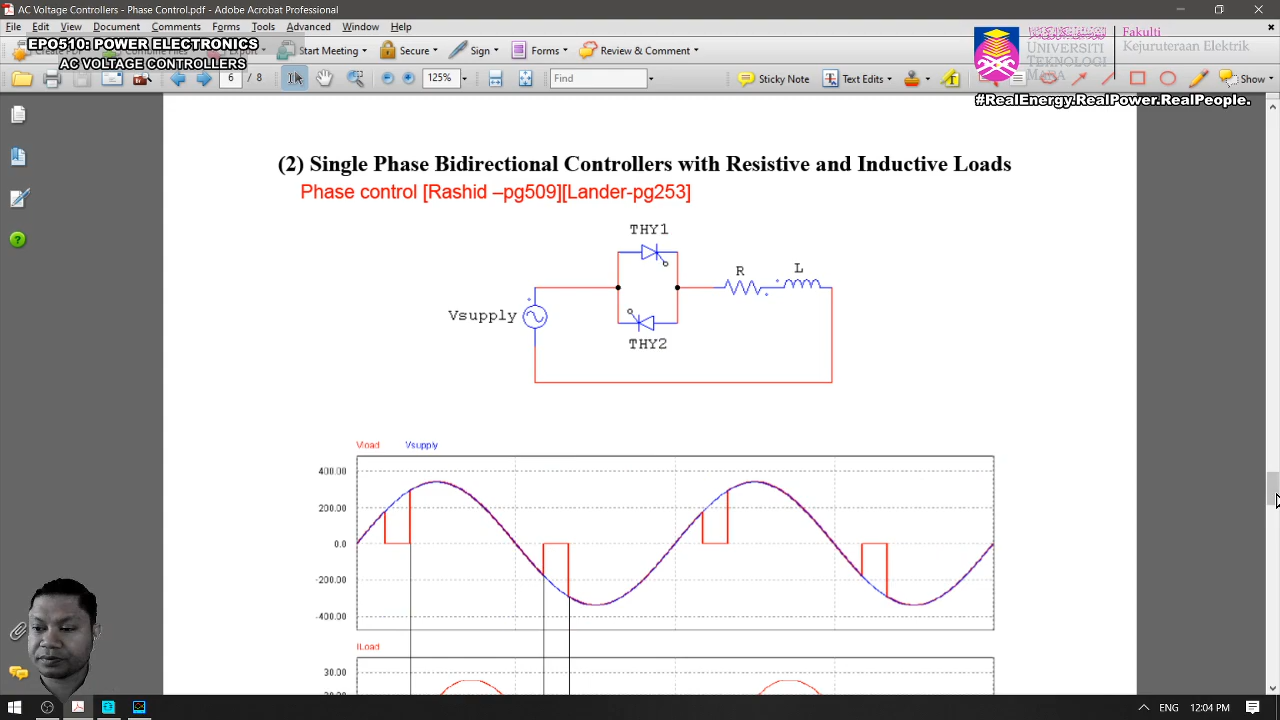 AC Voltage Controllers - Phase Control.pdf - Adobe Acrobat Professional
File Edit View Document Comments Forms Tools Advanced Window Help
EPO510: POWER ELECTRONICS
AC VOLTAGE CONTROLLERS
Start Meeting Secure Sign Forms Review & Comment
Fakulti
UNIVERSITI Kejuruteraan Elektrik
TEKNOLOGI
MARA
#RealEnergy.RealPower.RealPeople.
6 / 8 125% Find Sticky Note Text Edits Show
(2) Single Phase Bidirectional Controllers with Resistive and Inductive Loads
Phase control [Rashid –pg509][Lander-pg253]
THY1
R L
Vsupply
THY2
Vload Vsupply
400.00
200.00
0.0
-200.00
-400.00
ILoad
30.00
ENG 12:04 PM